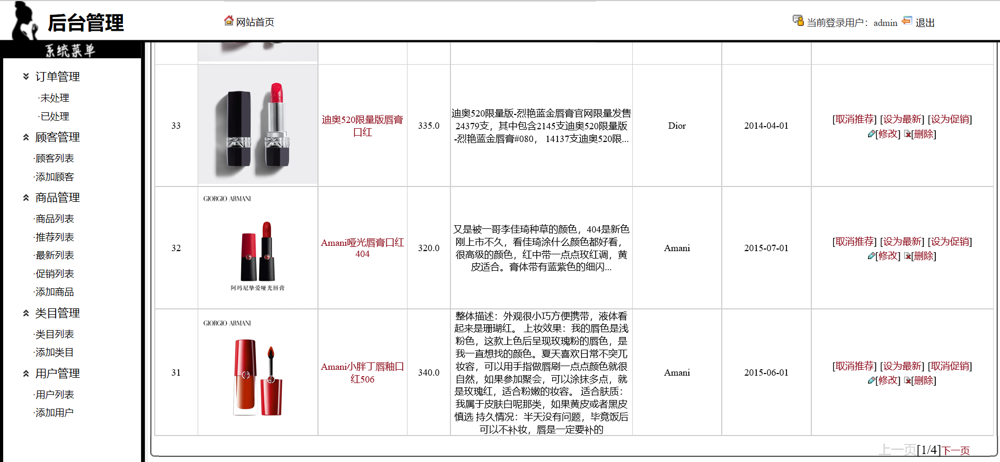 后台管理
网站首页
当前登录用户：admin 退出
系统菜单
订单管理
·未处理
·已处理
顾客管理
·顾客列表
·添加顾客
商品管理
·商品列表
·推荐列表
·最新列表
·促销列表
·添加商品
类目管理
·类目列表
·添加类目
用户管理
·用户列表
·添加用户
33
迪奥520限量版唇膏
口红
335.0
迪奥520限量版-烈艳蓝金唇膏官网限量发售
24379支，其中包含2145支迪奥520限量版
-烈艳蓝金唇膏#080， 14137支迪奥520限...
Dior
2014-04-01
[取消推荐] [设为最新] [设为促销]
[修改] [删除]
32
GIORGIO ARMANI
阿玛尼挚爱哑光唇膏
Amani哑光唇膏口红
404
320.0
又是被一哥李佳琦种草的颜色，404是新色
刚上市不久，看佳琦涂什么颜色都好看，
很高级的颜色，红中带一点点玫红调，黄
皮适合。膏体带有蓝紫色的细闪...
Amani
2015-07-01
[取消推荐] [设为最新] [设为促销]
[修改] [删除]
31
GIORGIO ARMANI
Amani小胖丁唇釉口
红506
340.0
整体描述：外观很小巧方便携带，液体看
起来是珊瑚红。 上妆效果：我的唇色是浅
粉色，这款上色后呈现玫瑰粉的唇色，是
我一直想找的颜色。夏天喜欢日常不突兀
妆容，可以用手指做唇刷一点点颜色就很
自然，如果参加聚会，可以涂抹多点，就
是玫瑰红，适合粉嫩的妆容。 适合肤质：
我属于皮肤白呢那类，如果黄皮或者黑皮
慎选 持久情况：半天没有问题，毕竟饭后
可以不补妆，唇是一定要补的
Amani
2015-06-01
[取消推荐] [设为最新] [取消促销]
[修改] [删除]
上一页[1/4]下一页